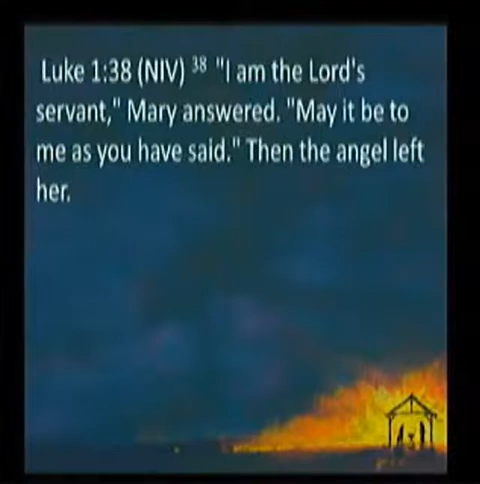 Luke 1:38 (NIV) 38 "I am the Lord's
servant," Mary answered. "May it be to
me as you have said." Then the angel left
her.